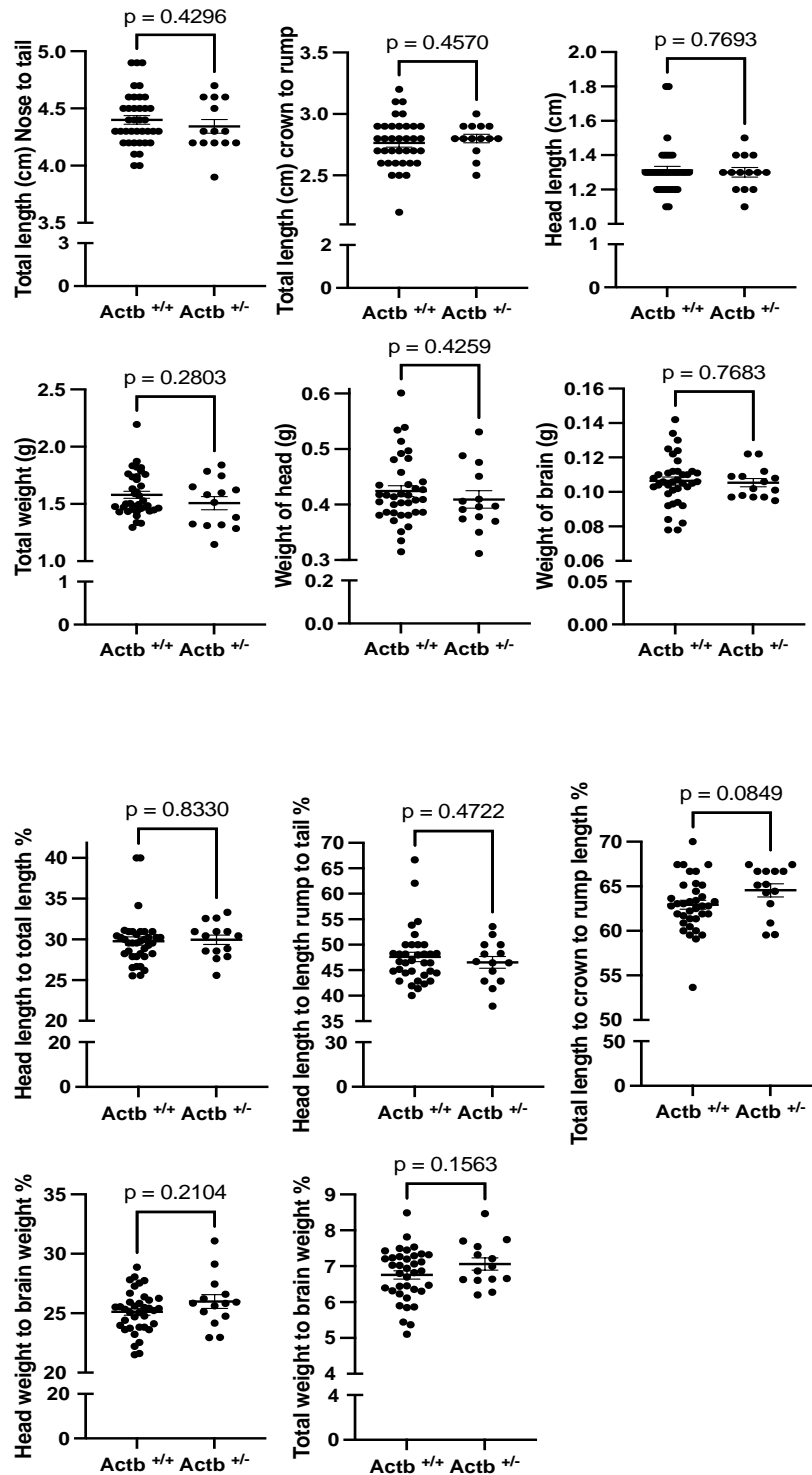 p = 0.4296
Total length (cm) Nose to tail
5.0
4.5
4.0
3.5
3
0
Actb +/+ Actb +/-
p = 0.4570
Total length (cm) crown to rump
3.5
3.0
2.5
2.0
2
0
Actb +/+ Actb +/-
p = 0.7693
Head length (cm)
2.0
1.8
1.6
1.4
1.2
1.0
1
0
Actb +/+ Actb +/-
p = 0.2803
Total weight (g)
2.5
2.0
1.5
1.0
1
0
Actb +/+ Actb +/-
p = 0.4259
Weight of head (g)
0.6
0.5
0.4
0.3
0.2
0.0
Actb +/+ Actb +/-
p = 0.7683
Weight of brain (g)
0.16
0.14
0.12
0.10
0.08
0.06
0.05
0.00
Actb +/+ Actb +/-
p = 0.8330
Head length to total length %
40
35
30
25
20
20
0
Actb +/+ Actb +/-
p = 0.4722
Head length to length rump to tail %
70
65
60
55
50
45
40
35
30
0
Actb +/+ Actb +/-
p = 0.0849
Total length to crown to rump length %
70
65
60
55
50
50
0
Actb +/+ Actb +/-
p = 0.2104
Head weight to brain weight %
35
30
25
20
20
0
Actb +/+ Actb +/-
p = 0.1563
Total weight to brain weight %
9
8
7
6
5
4
4
0
Actb +/+ Actb +/-